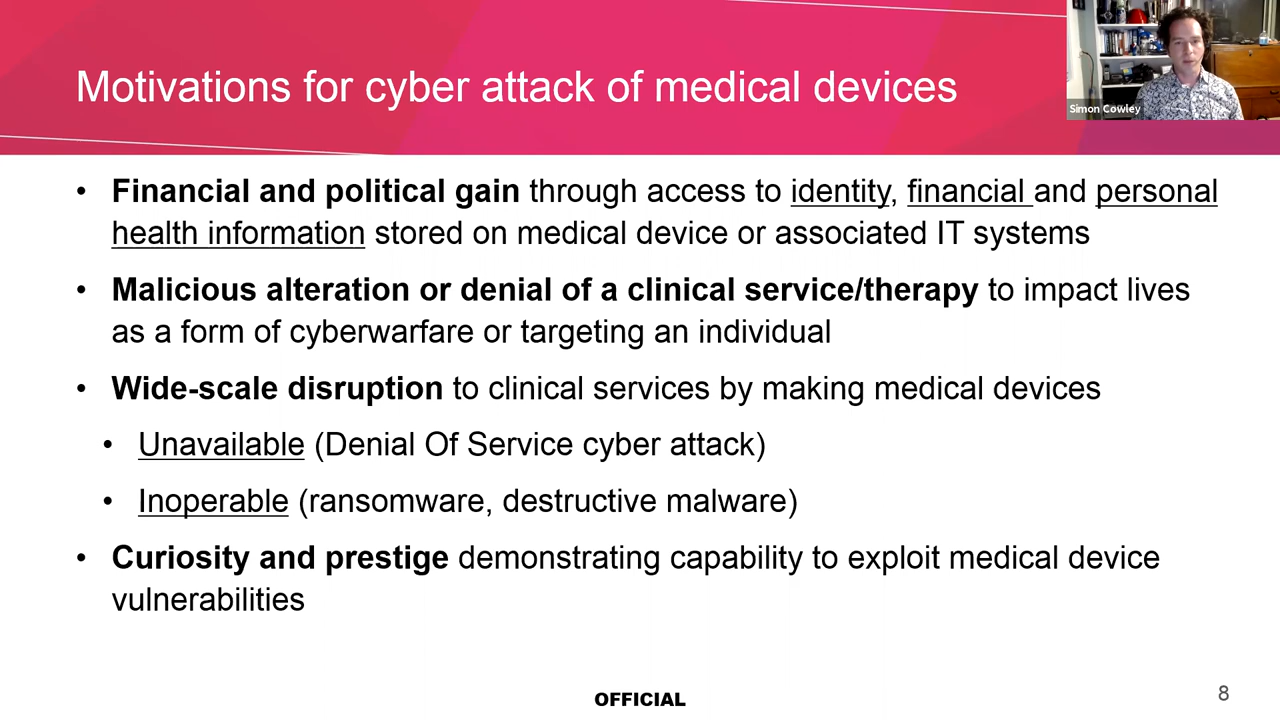 Motivations for cyber attack of medical devices
Simon Cowley
• Financial and political gain through access to identity, financial and personal
health information stored on medical device or associated IT systems
• Malicious alteration or denial of a clinical service/therapy to impact lives
as a form of cyberwarfare or targeting an individual
• Wide-scale disruption to clinical services by making medical devices
• Unavailable (Denial Of Service cyber attack)
• Inoperable (ransomware, destructive malware)
• Curiosity and prestige demonstrating capability to exploit medical device
vulnerabilities
OFFICIAL
8